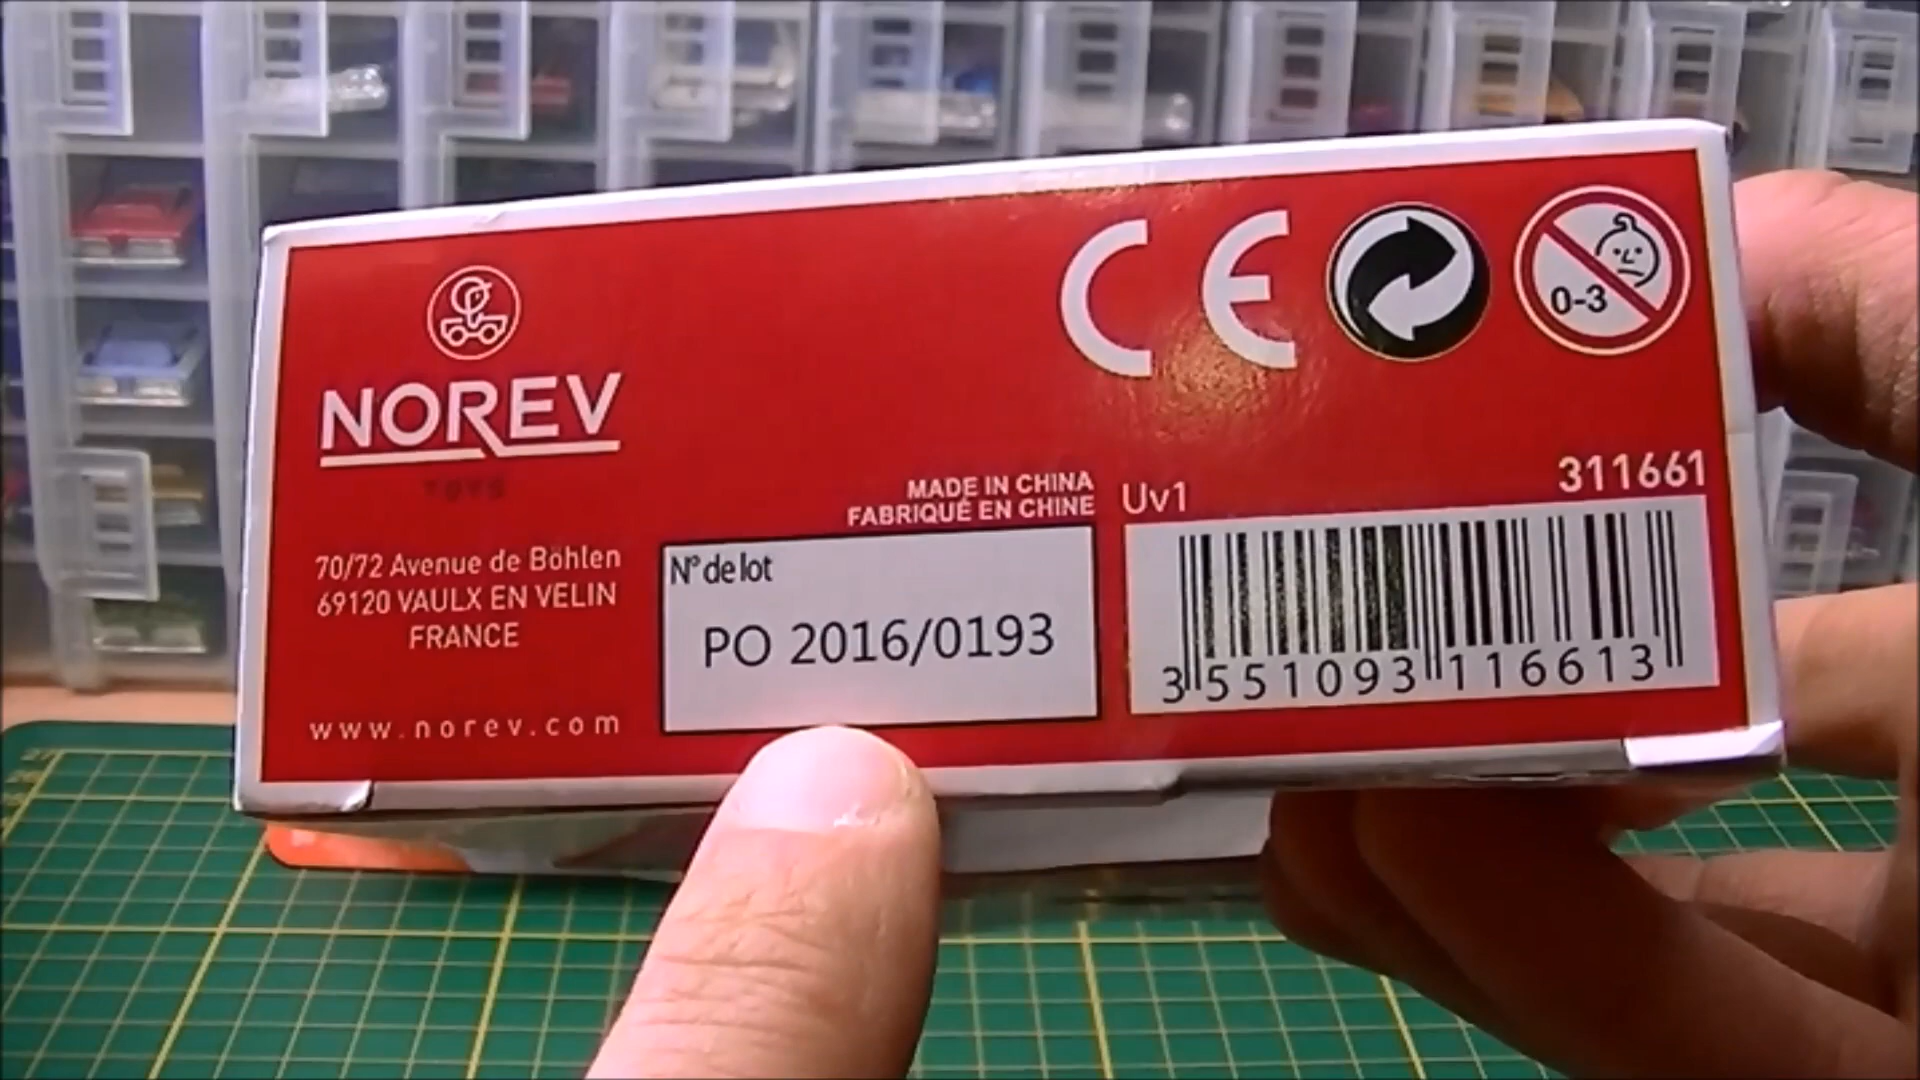 NOREV
TOYS
70/72 Avenue de Böhlen
69120 VAULX EN VELIN
FRANCE
www.norev.com
MADE IN CHINA
FABRIQUÉ EN CHINE
N° de lot
PO 2016/0193
CE
0-3
Uv1
311661
3 551093 116613